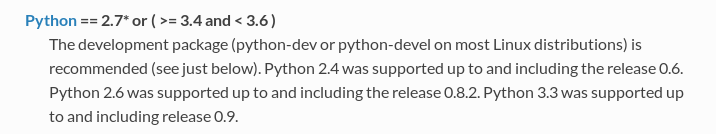 Python == 2.7* or ( >= 3.4 and < 3.6 )
The development package (python-dev or python-devel on most Linux distributions) is
recommended (see just below). Python 2.4 was supported up to and including the release 0.6.
Python 2.6 was supported up to and including the release 0.8.2. Python 3.3 was supported up
to and including release 0.9.